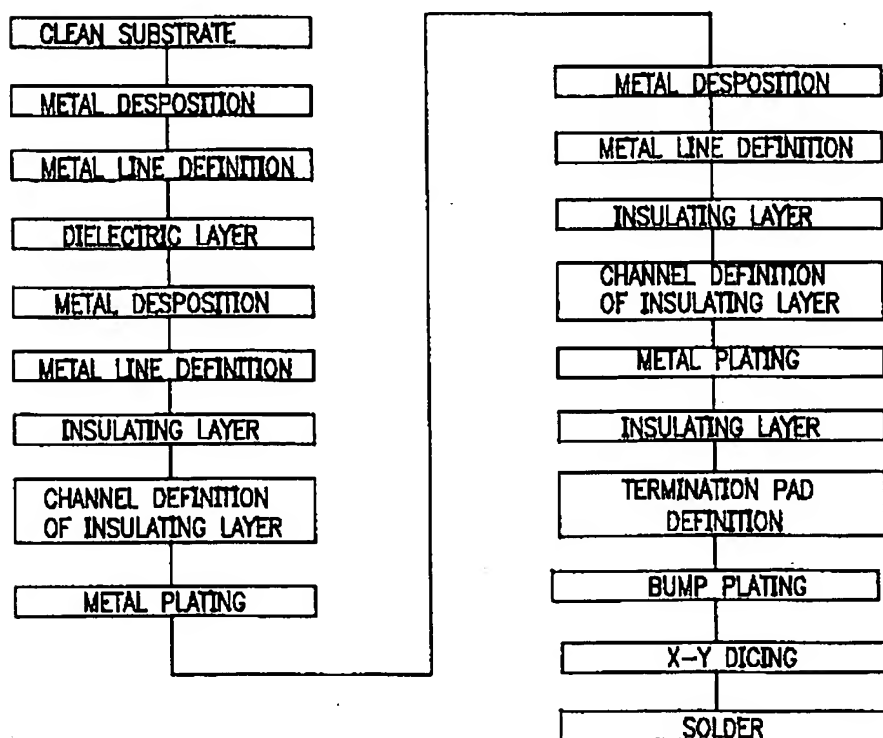 CLEAN SUBSTRATE
METAL DESPOSITION
METAL LINE DEFINITION
DIELECTRIC LAYER
METAL DESPOSITION
METAL LINE DEFINITION
INSULATING LAYER
CHANNEL DEFINITION
OF INSULATING LAYER
METAL PLATING
METAL DESPOSITION
METAL LINE DEFINITION
INSULATING LAYER
CHANNEL DEFINITION
OF INSULATING LAYER
METAL PLATING
INSULATING LAYER
TERMINATION PAD
DEFINITION
BUMP PLATING
X-Y DICING
SOLDER